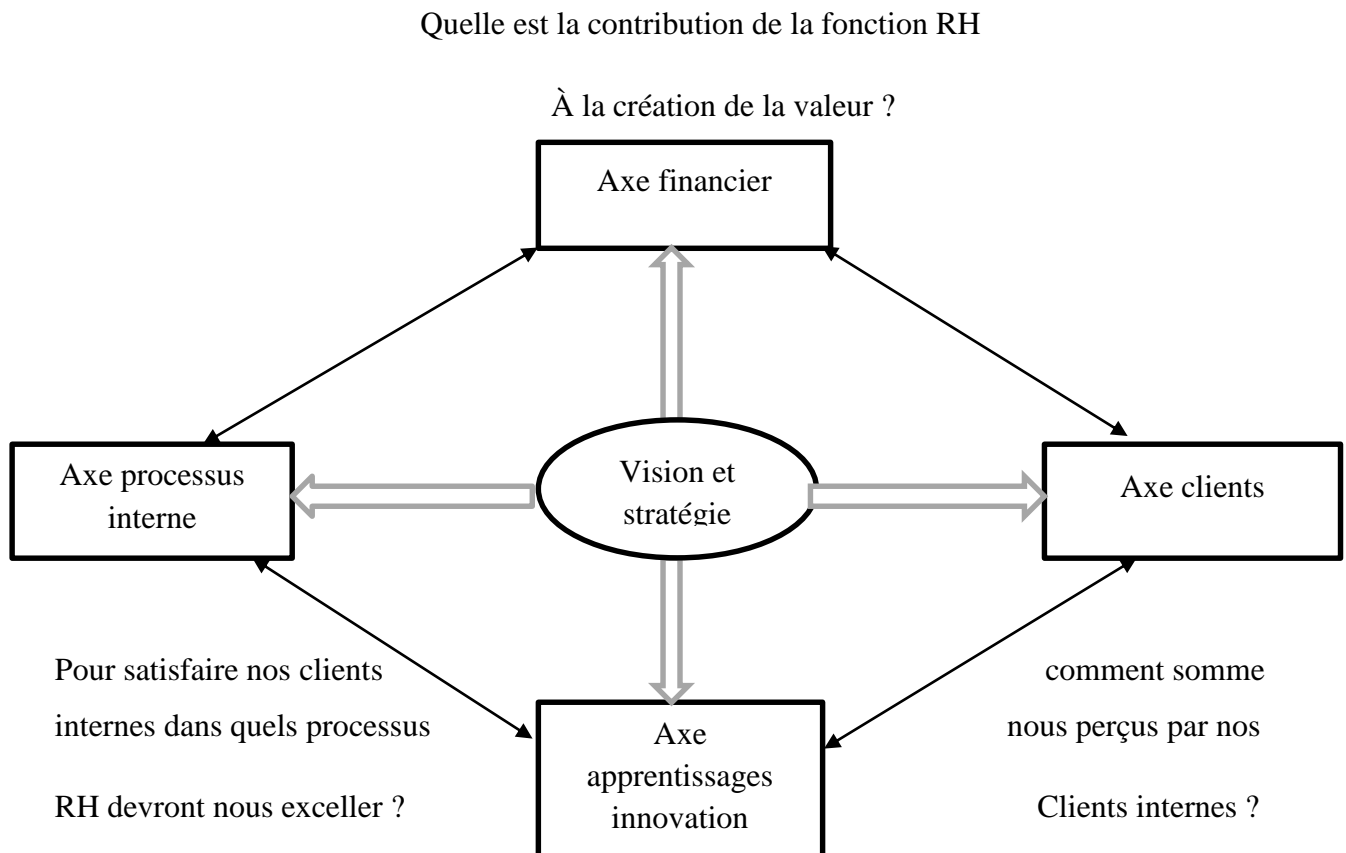 Quelle est la contribution de la fonction RH
À la création de la valeur ?
Axe financier
Axe processus
interne
Vision et
stratégie
Axe clients
Pour satisfaire nos clients
internes dans quels processus
RH devront nous exceller ?
Axe
apprentissages
innovation
comment somme
nous perçus par nos
Clients internes ?